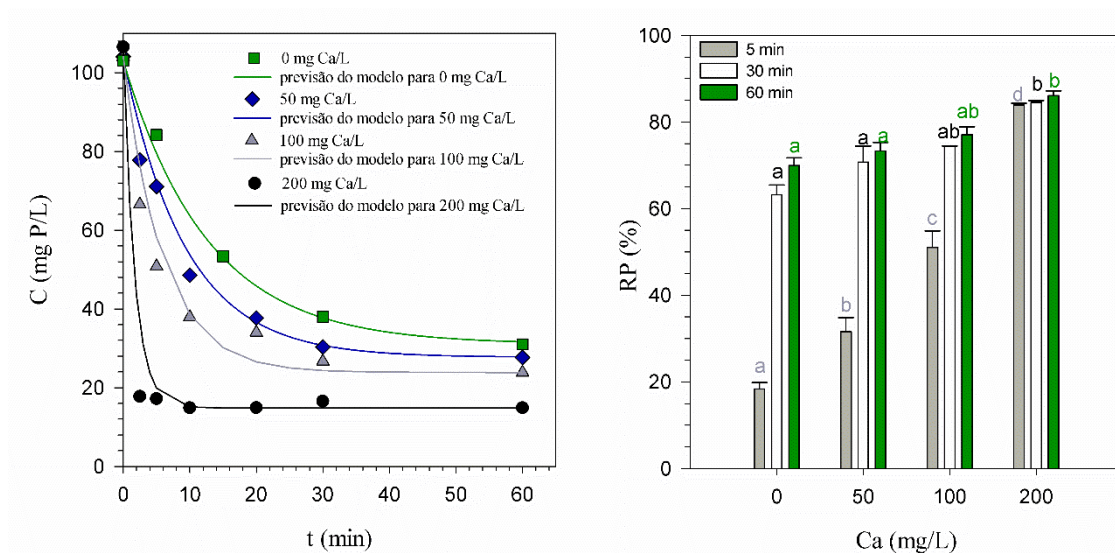 C (mg P/L)
100
80
60
40
20
0
0 mg Ca/L
previsão do modelo para 0 mg Ca/L
50 mg Ca/L
previsão do modelo para 50 mg Ca/L
100 mg Ca/L
previsão do modelo para 100 mg Ca/L
200 mg Ca/L
previsão do modelo para 200 mg Ca/L
0 10 20 30 40 50 60
t (min)
RP (%)
100
80
60
40
20
0
5 min
30 min
60 min
a a a
b a a
c ab ab
d b b
0 50 100 200
Ca (mg/L)